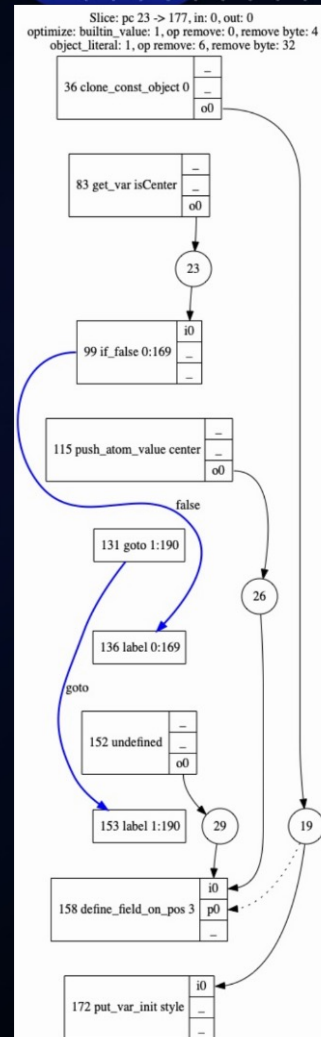 Slice: pc 23 -> 177, in: 0, out: 0
optimize: builtin_value: 1, op remove: 0, remove byte: 4
object_literal: 1, op remove: 6, remove byte: 32
36 clone_const_object 0
_
_
o0
83 get_var isCenter
_
_
o0
23
99 if_false 0:169
i0
_
_
115 push_atom_value center
_
_
o0
false
131 goto 1:190
26
136 label 0:169
goto
152 undefined
_
_
o0
153 label 1:190
29
19
158 define_field_on_pos 3
i0
p0
_
172 put_var_init style
i0
_
_